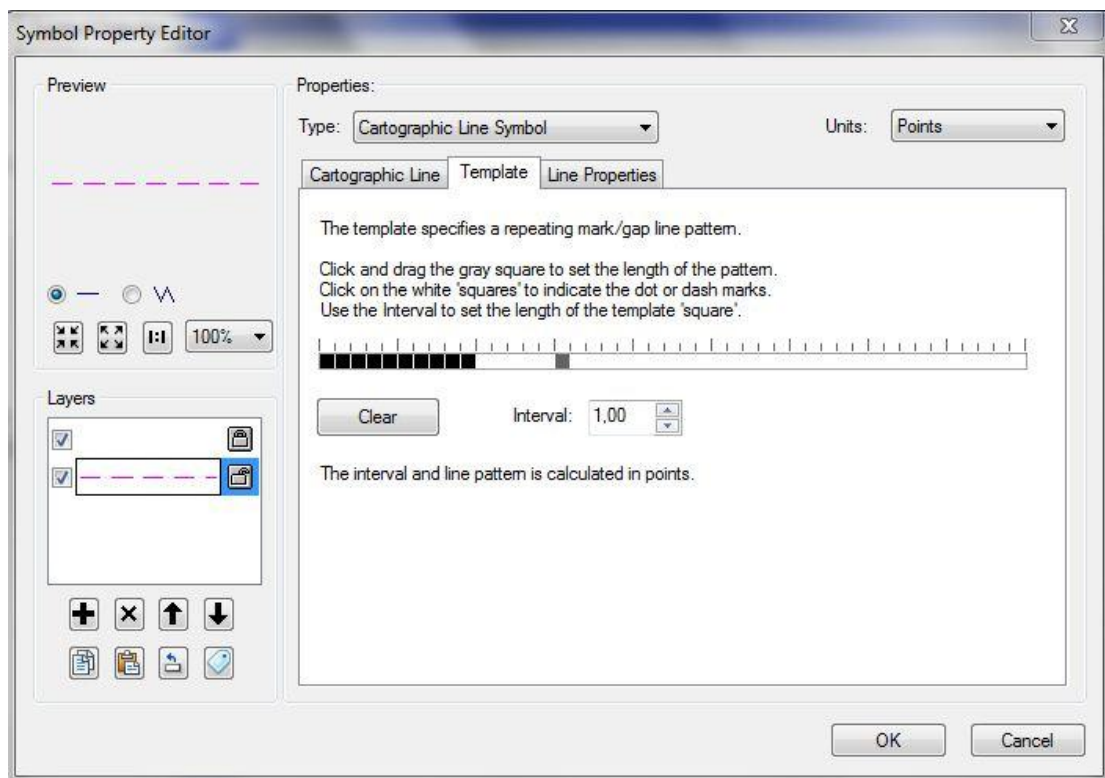 Symbol Property Editor
Preview
100%
Layers
Properties:
Type: Cartographic Line Symbol
Units: Points
Cartographic Line Template Line Properties
The template specifies a repeating mark/gap line pattern.
Click and drag the gray square to set the length of the pattern.
Click on the white 'squares' to indicate the dot or dash marks.
Use the Interval to set the length of the template 'square'.
Clear Interval: 1,00
The interval and line pattern is calculated in points.
OK Cancel